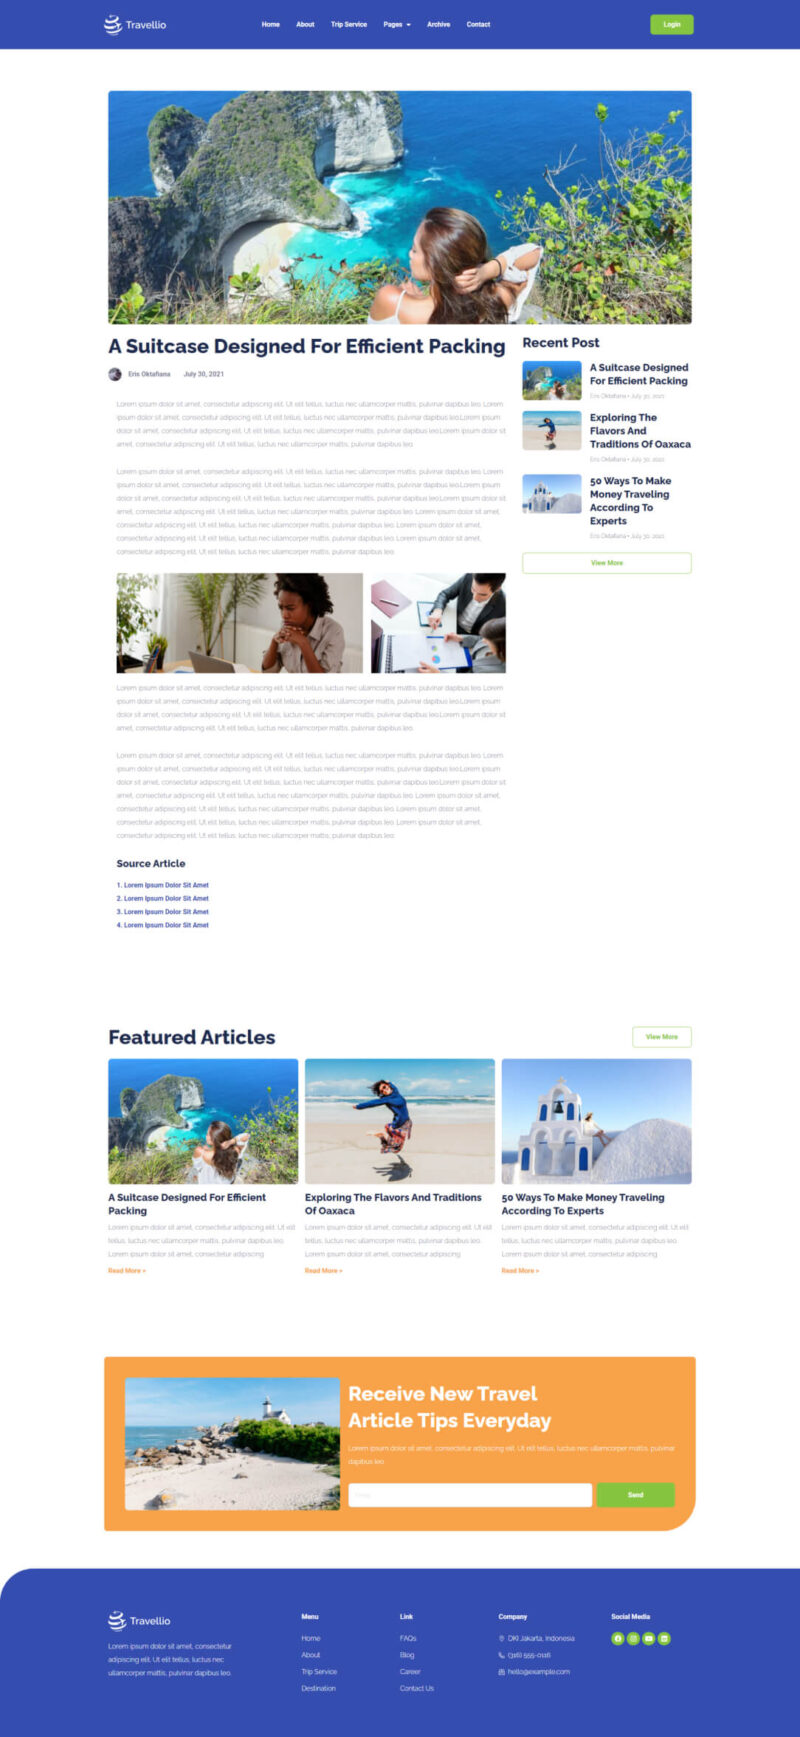 Travellio
Home About Trip Service Pages Archive Contact
Login
A Suitcase Designed For Efficient Packing
Eris Oktafiana July 30, 2021
Lorem ipsum dolor sit amet, consectetur adipiscing elit. Ut elit tellus, luctus nec ullamcorper mattis, pulvinar dapibus leo. Lorem
ipsum dolor sit amet, consectetur adipiscing elit. Ut elit tellus, luctus nec ullamcorper mattis, pulvinar dapibus leo.Lorem ipsum
dolor sit amet, consectetur adipiscing elit. Ut elit tellus, luctus nec ullamcorper mattis, pulvinar dapibus leo.Lorem ipsum dolor sit
amet, consectetur adipiscing elit. Ut elit tellus, luctus nec ullamcorper mattis, pulvinar dapibus leo.
Lorem ipsum dolor sit amet, consectetur adipiscing elit. Ut elit tellus, luctus nec ullamcorper mattis, pulvinar dapibus leo. Lorem
ipsum dolor sit amet, consectetur adipiscing elit. Ut elit tellus, luctus nec ullamcorper mattis, pulvinar dapibus leo.Lorem ipsum
dolor sit amet, consectetur adipiscing elit. Ut elit tellus, luctus nec ullamcorper mattis, pulvinar dapibus leo.Lorem ipsum dolor sit
amet, consectetur adipiscing elit. Ut elit tellus, luctus nec ullamcorper mattis, pulvinar dapibus leo. Lorem ipsum dolor sit amet,
consectetur adipiscing elit. Ut elit tellus, luctus nec ullamcorper mattis, pulvinar dapibus leo. Lorem ipsum dolor sit amet,
consectetur adipiscing elit. Ut elit tellus, luctus nec ullamcorper mattis, pulvinar dapibus leo. Lorem ipsum dolor sit amet,
consectetur adipiscing elit. Ut elit tellus, luctus nec ullamcorper mattis, pulvinar dapibus leo.
Lorem ipsum dolor sit amet, consectetur adipiscing elit. Ut elit tellus, luctus nec ullamcorper mattis, pulvinar dapibus leo. Lorem
ipsum dolor sit amet, consectetur adipiscing elit. Ut elit tellus, luctus nec ullamcorper mattis, pulvinar dapibus leo.Lorem ipsum
dolor sit amet, consectetur adipiscing elit. Ut elit tellus, luctus nec ullamcorper mattis, pulvinar dapibus leo.Lorem ipsum dolor sit
amet, consectetur adipiscing elit. Ut elit tellus, luctus nec ullamcorper mattis, pulvinar dapibus leo.
Lorem ipsum dolor sit amet, consectetur adipiscing elit. Ut elit tellus, luctus nec ullamcorper mattis, pulvinar dapibus leo. Lorem
ipsum dolor sit amet, consectetur adipiscing elit. Ut elit tellus, luctus nec ullamcorper mattis, pulvinar dapibus leo.Lorem ipsum
dolor sit amet, consectetur adipiscing elit. Ut elit tellus, luctus nec ullamcorper mattis, pulvinar dapibus leo.Lorem ipsum dolor sit
amet, consectetur adipiscing elit. Ut elit tellus, luctus nec ullamcorper mattis, pulvinar dapibus leo. Lorem ipsum dolor sit amet,
consectetur adipiscing elit. Ut elit tellus, luctus nec ullamcorper mattis, pulvinar dapibus leo. Lorem ipsum dolor sit amet,
consectetur adipiscing elit. Ut elit tellus, luctus nec ullamcorper mattis, pulvinar dapibus leo. Lorem ipsum dolor sit amet,
consectetur adipiscing elit. Ut elit tellus, luctus nec ullamcorper mattis, pulvinar dapibus leo.
Source Article
1. Lorem Ipsum Dolor Sit Amet
2. Lorem Ipsum Dolor Sit Amet
3. Lorem Ipsum Dolor Sit Amet
4. Lorem Ipsum Dolor Sit Amet
Recent Post
A Suitcase Designed
For Efficient Packing
Eris Oktafiana • July 30, 2021
Exploring The
Flavors And
Traditions Of Oaxaca
Eris Oktafiana • July 30, 2021
50 Ways To Make
Money Traveling
According To
Experts
Eris Oktafiana • July 30, 2021
View More
Featured Articles
View More
A Suitcase Designed For Efficient
Packing
Lorem ipsum dolor sit amet, consectetur adipiscing elit. Ut elit
tellus, luctus nec ullamcorper mattis, pulvinar dapibus leo.
Lorem ipsum dolor sit amet, consectetur adipiscing
Read More »
Exploring The Flavors And Traditions
Of Oaxaca
Lorem ipsum dolor sit amet, consectetur adipiscing elit. Ut elit
tellus, luctus nec ullamcorper mattis, pulvinar dapibus leo.
Lorem ipsum dolor sit amet, consectetur adipiscing
Read More »
50 Ways To Make Money Traveling
According To Experts
Lorem ipsum dolor sit amet, consectetur adipiscing elit. Ut elit
tellus, luctus nec ullamcorper mattis, pulvinar dapibus leo.
Lorem ipsum dolor sit amet, consectetur adipiscing
Read More »
Receive New Travel
Article Tips Everyday
Lorem ipsum dolor sit amet, consectetur adipiscing elit. Ut elit tellus, luctus nec ullamcorper mattis, pulvinar
dapibus leo.
Send
Travellio
Lorem ipsum dolor sit amet, consectetur
adipiscing elit. Ut elit tellus, luctus nec
ullamcorper mattis, pulvinar dapibus leo.
Menu
Home
About
Trip Service
Destination
Link
FAQs
Blog
Career
Contact Us
Company
DKI Jakarta, Indonesia
(316) 555-0116
hello@example.com
Social Media